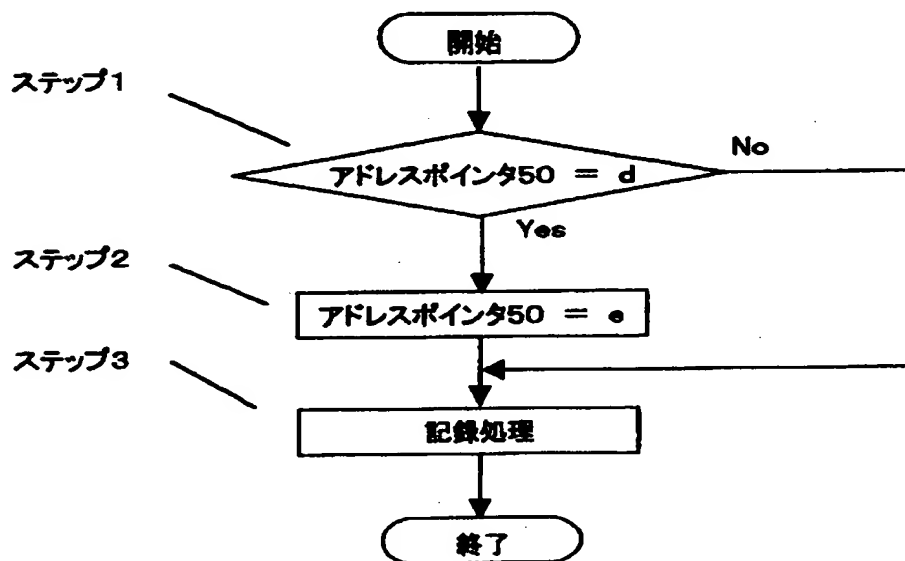 開始
ステップ1
No
アドレスポインタ50 = d
Yes
ステップ2
アドレスポインタ50 = e
ステップ3
記録処理
終了